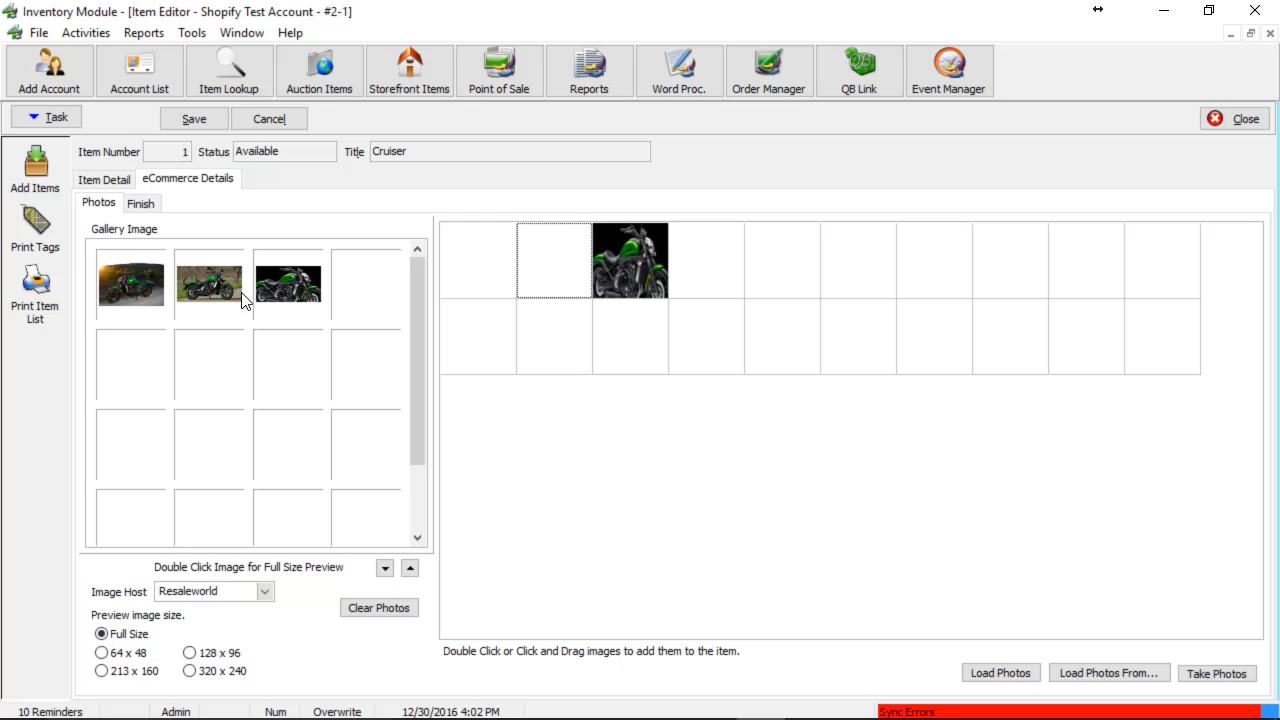 Inventory Module - [Item Editor - Shopify Test Account - #2-1]
File Activities Reports Tools Window Help
Add Account Account List Item Lookup Auction Items Storefront Items Point of Sale Reports Word Proc. Order Manager QB Link Event Manager
Task Save Cancel Close
Item Number 1 Status Available Title Cruiser
Add Items
Print Tags
Print Item
List
Item Detail eCommerce Details
Photos Finish
Gallery Image
Double Click Image for Full Size Preview
Image Host Resaleworld
Clear Photos
Preview image size.
Full Size
64 x 48 128 x 96
213 x 160 320 x 240
Double Click or Click and Drag images to add them to the item.
Load Photos Load Photos From... Take Photos
10 Reminders Admin Num Overwrite 12/30/2016 4:02 PM Sync Errors